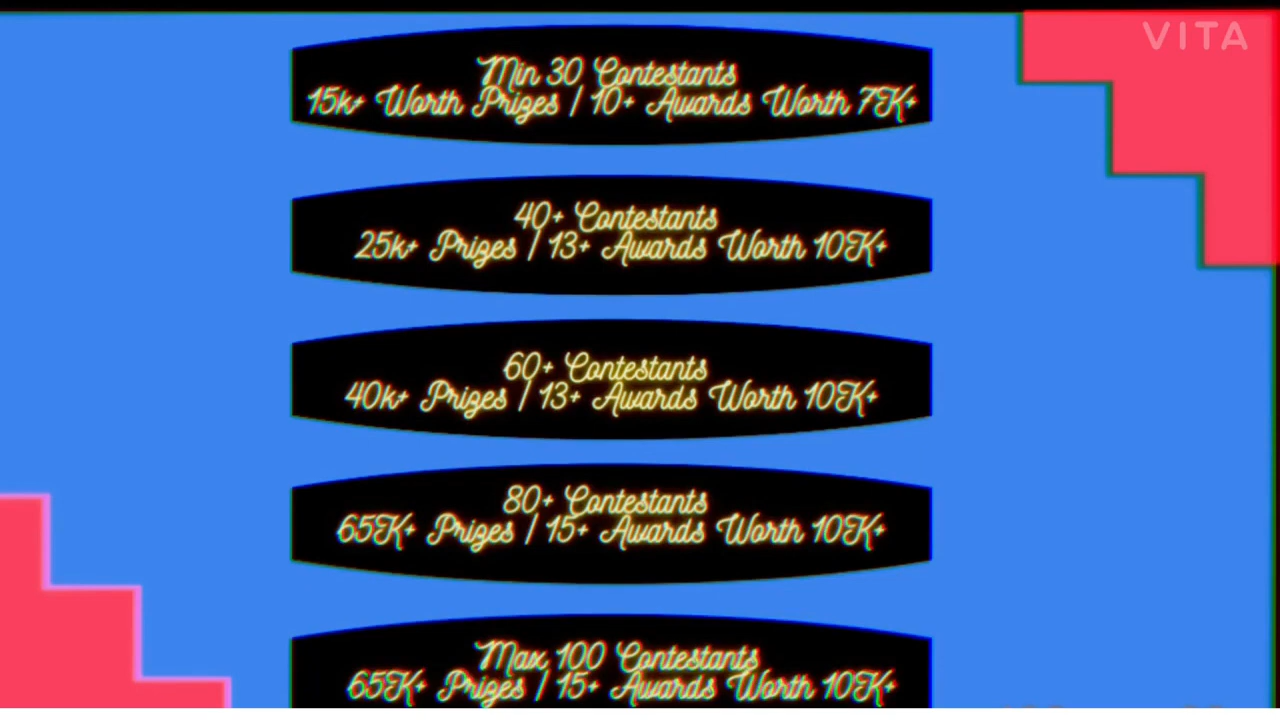 VITA
Min 30 Contestants
15k+ Worth Prizes / 10+ Awards Worth 7K+
40+ Contestants
25k+ Prizes / 13+ Awards Worth 10K+
60+ Contestants
40k+ Prizes / 13+ Awards Worth 10K+
80+ Contestants
65K+ Prizes / 15+ Awards Worth 10K+
Max 100 Contestants
65K+ Prizes / 15+ Awards Worth 10K+